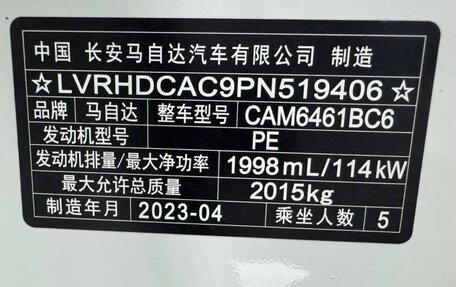 中国 长安马自达汽车有限公司 制造
☆LVRHDCAC9PN519406☆
品牌 马自达 整车型号 CAM6461BC6
发动机型号 PE
发动机排量/最大净功率 1998mL/114kW
最大允许总质量 2015kg
制造年月 2023-04 乘坐人数 5